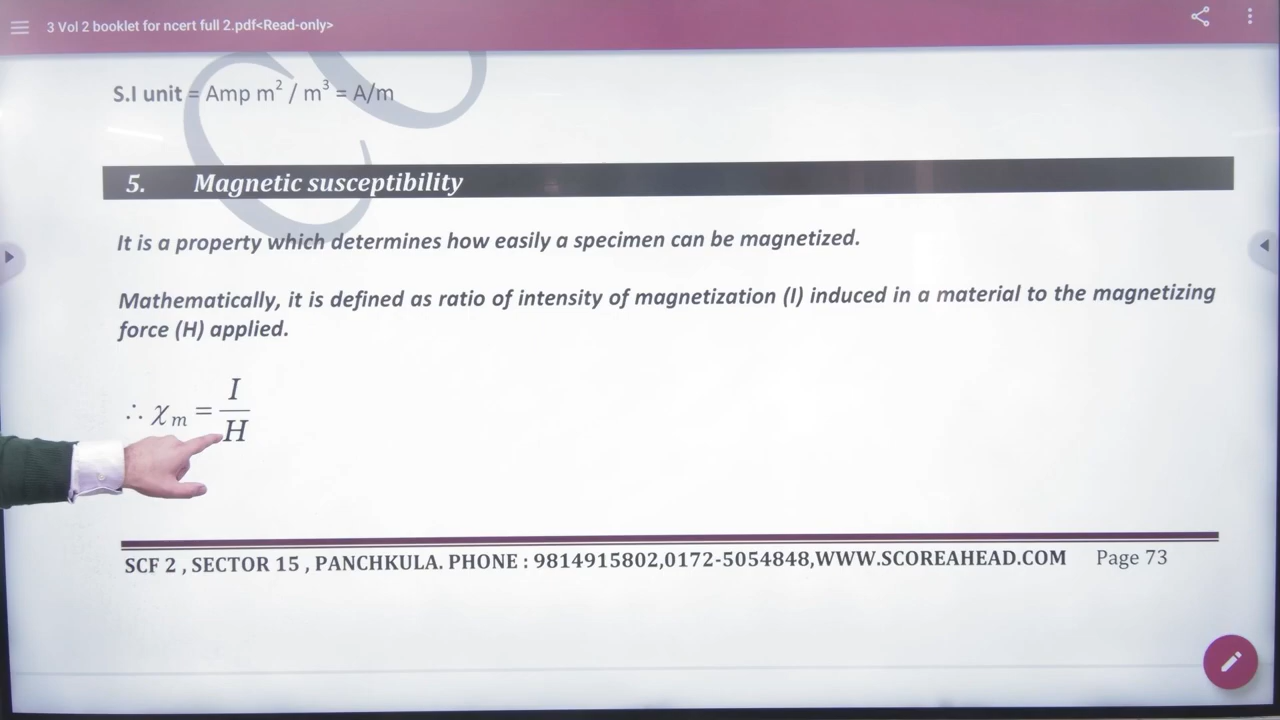 3 Vol 2 booklet for ncert full 2.pdf<Read-only>
S.I unit = Amp m² / m³ = A/m
5. Magnetic susceptibility
It is a property which determines how easily a specimen can be magnetized.
Mathematically, it is defined as ratio of intensity of magnetization (I) induced in a material to the magnetizing
force (H) applied.
∴ χₘ = I / H
SCF 2 , SECTOR 15 , PANCHKULA. PHONE : 9814915802,0172-5054848,WWW.SCOREAHEAD.COM Page 73